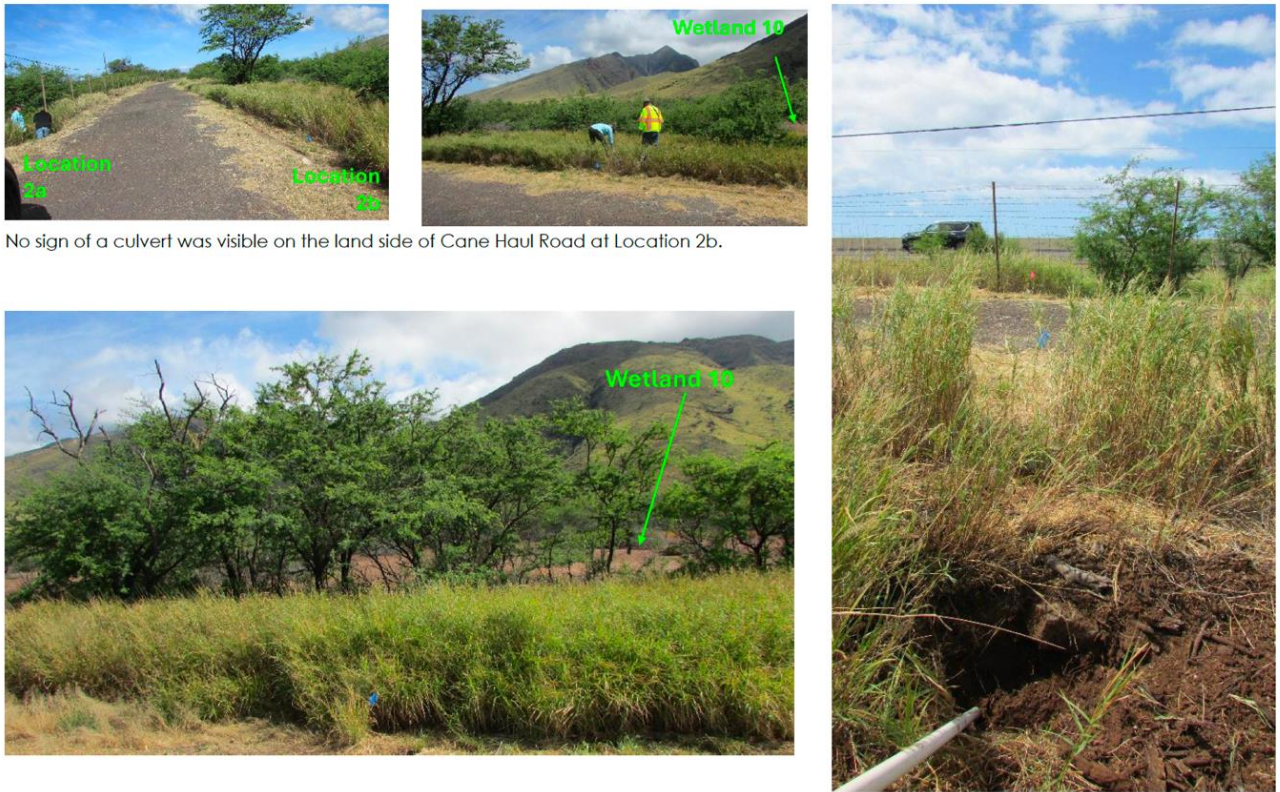 Location
2a
Location
2b
Wetland 10
No sign of a culvert was visible on the land side of Cane Haul Road at Location 2b.
Wetland 10